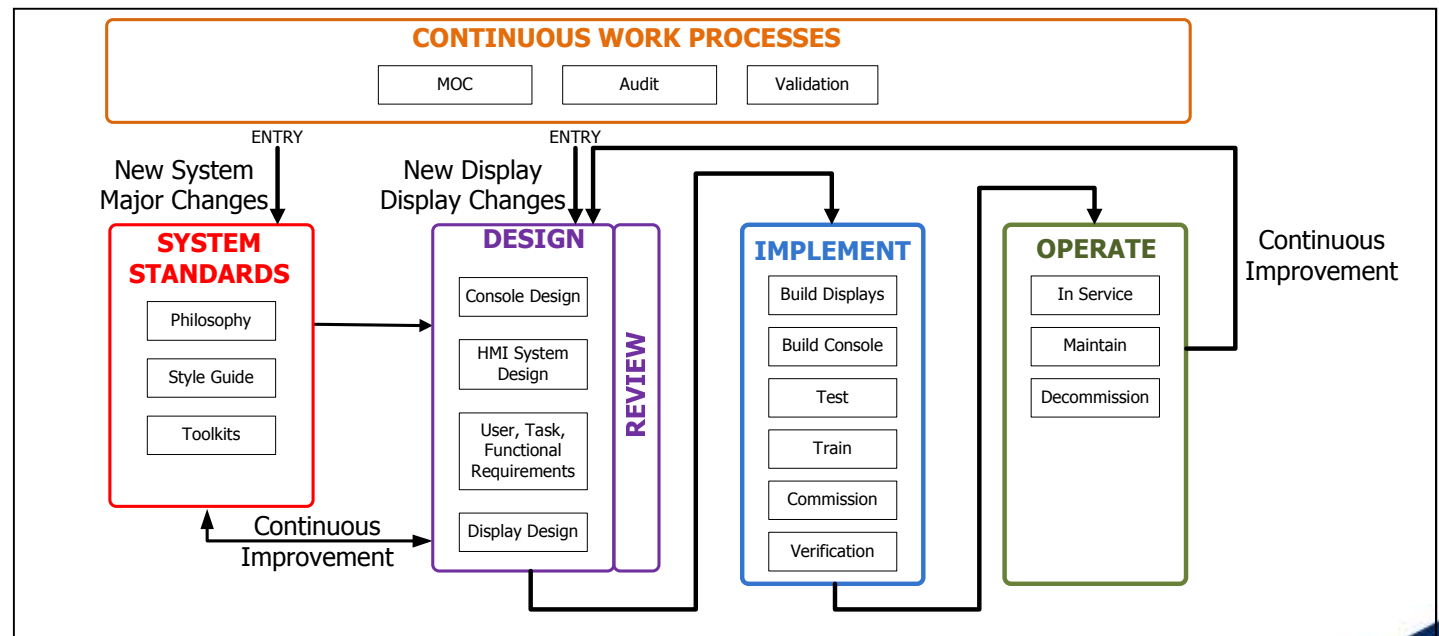 CONTINUOUS WORK PROCESSES
MOC
Audit
Validation
ENTRY
ENTRY
New System
Major Changes
New Display
Display Changes
SYSTEM
STANDARDS
Philosophy
Style Guide
Toolkits
Continuous
Improvement
DESIGN
Console Design
HMI System
Design
User, Task,
Functional
Requirements
Display Design
REVIEW
IMPLEMENT
Build Displays
Build Console
Test
Train
Commission
Verification
OPERATE
In Service
Maintain
Decommission
Continuous
Improvement